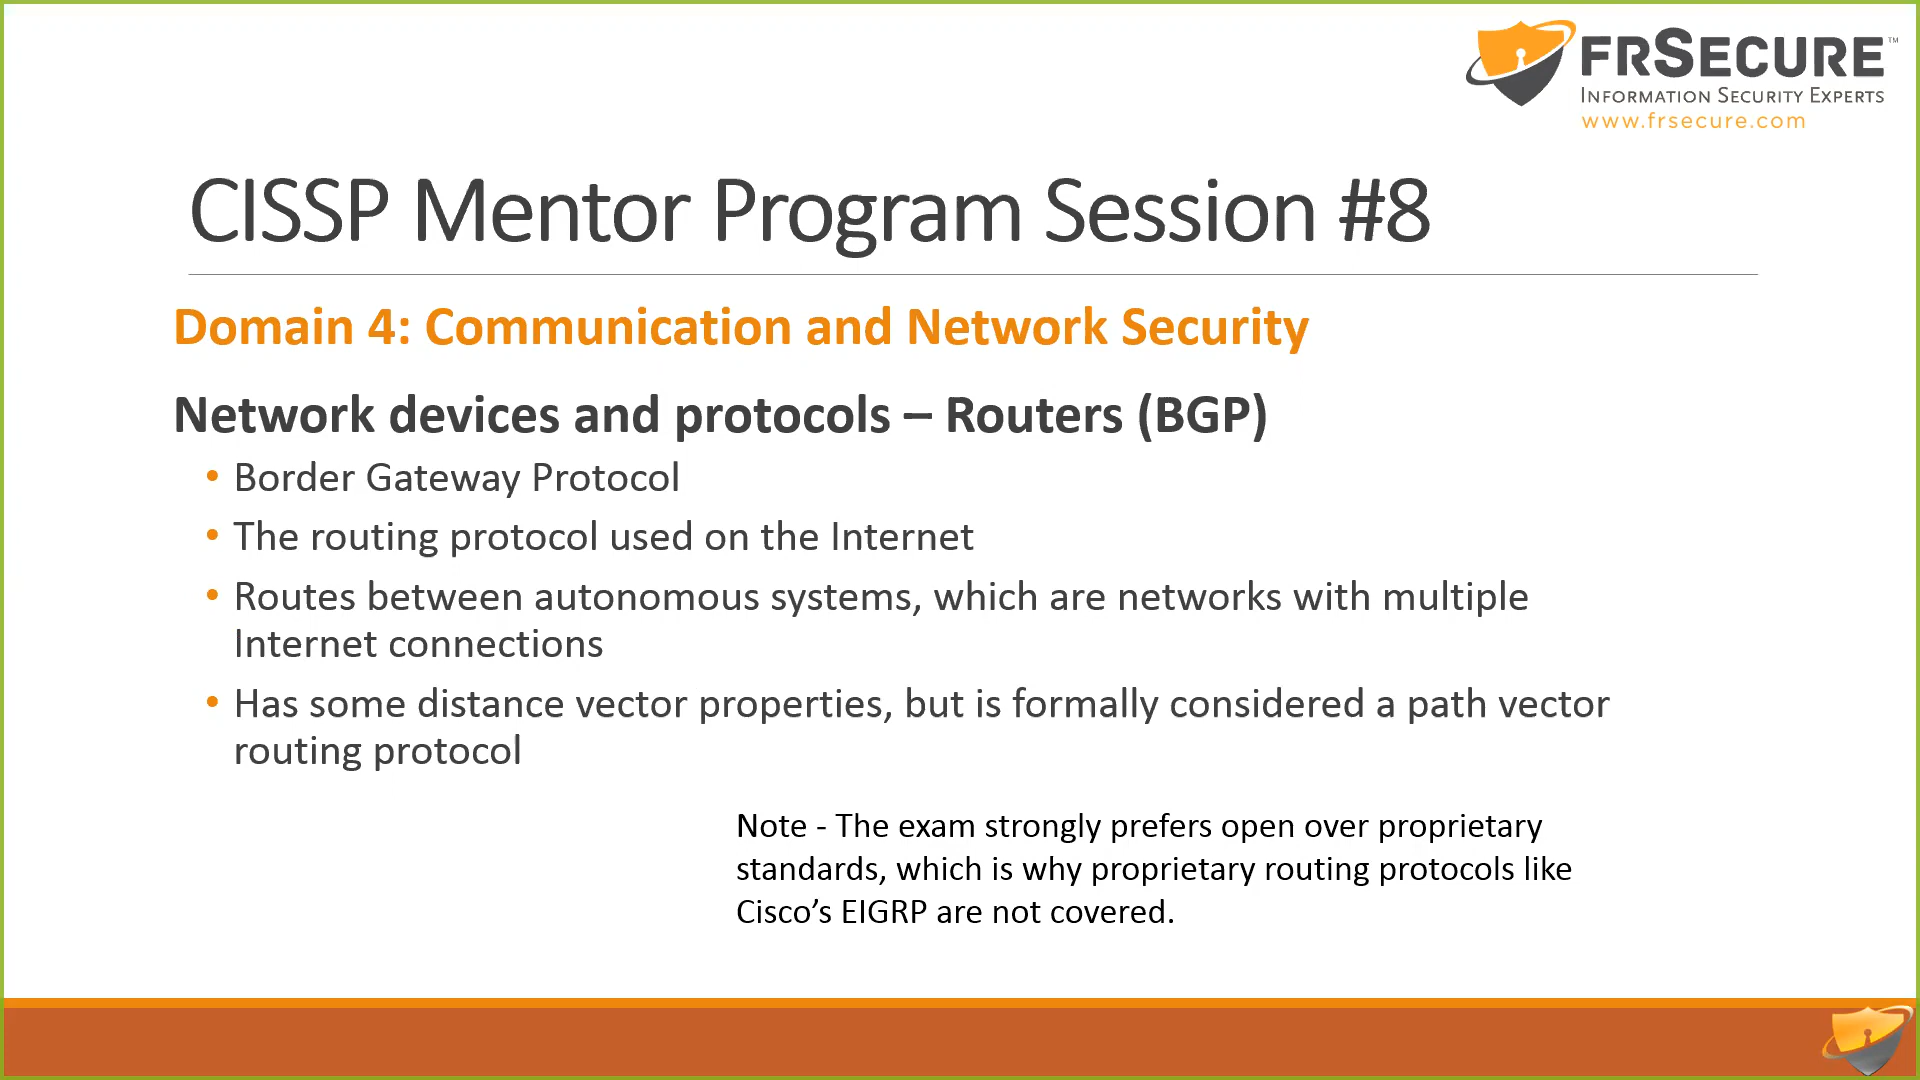 FRSECURE™
INFORMATION SECURITY EXPERTS
www.frsecure.com
CISSP Mentor Program Session #8
Domain 4: Communication and Network Security
Network devices and protocols – Routers (BGP)
• Border Gateway Protocol
• The routing protocol used on the Internet
• Routes between autonomous systems, which are networks with multiple
Internet connections
• Has some distance vector properties, but is formally considered a path vector
routing protocol
Note - The exam strongly prefers open over proprietary
standards, which is why proprietary routing protocols like
Cisco’s EIGRP are not covered.